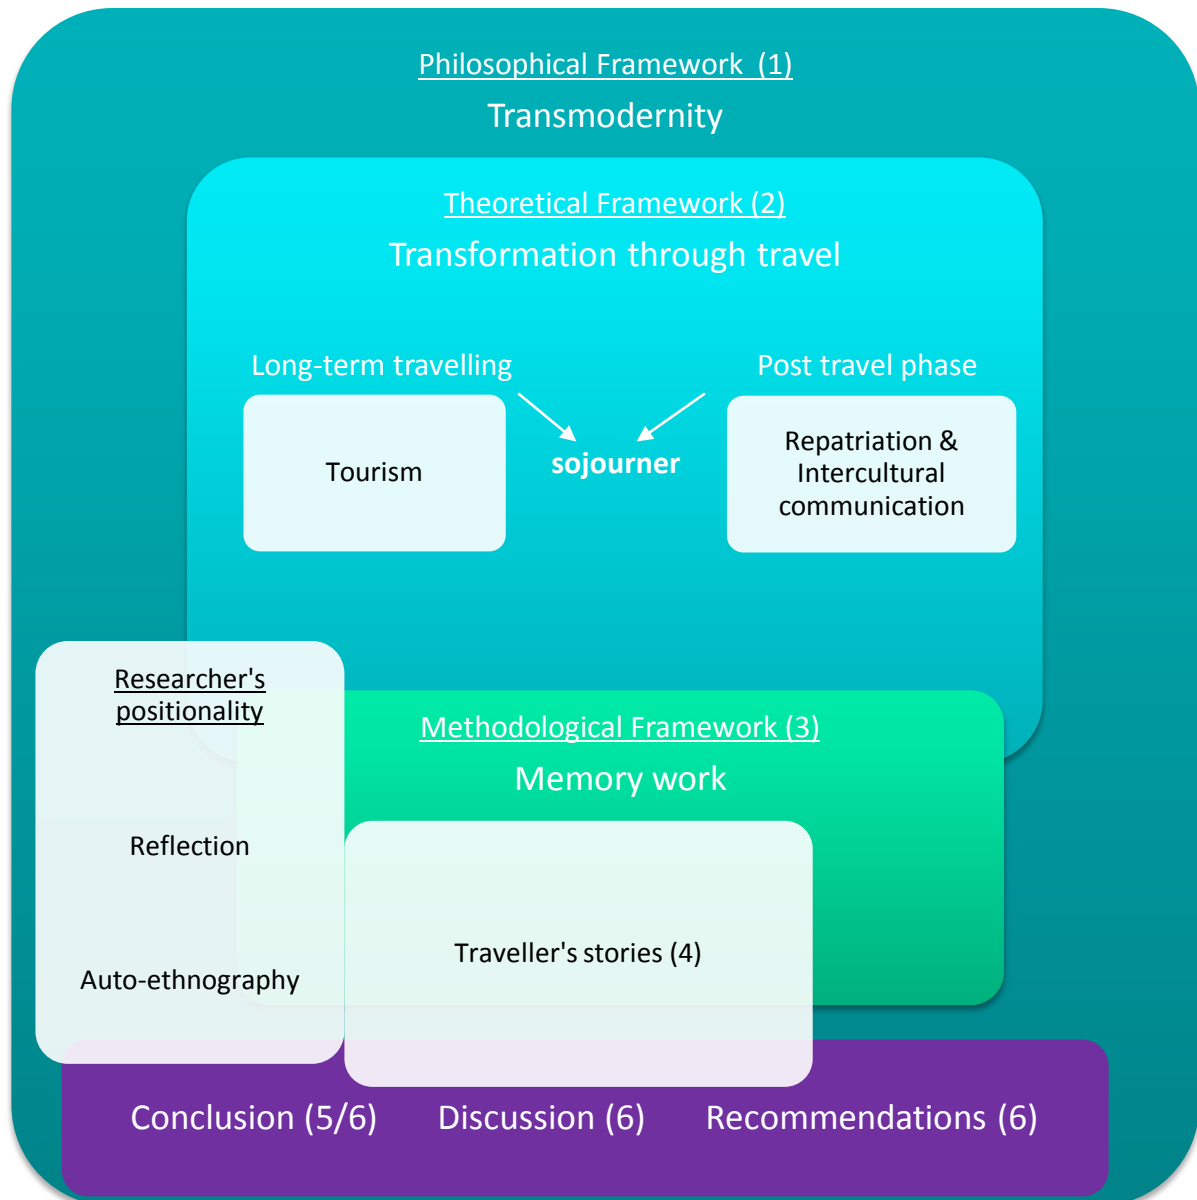 Philosophical Framework  (1)
Transmodernity
Theoretical Framework (2)
Transformation through travel
Long-term travelling
Post travel phase
Tourism
sojourner
Repatriation &
Intercultural
communication
Researcher's
positionality
Reflection
Auto-ethnography
Methodological Framework (3)
Memory work
Traveller's stories (4)
Conclusion (5/6)
Discussion (6)
Recommendations (6)